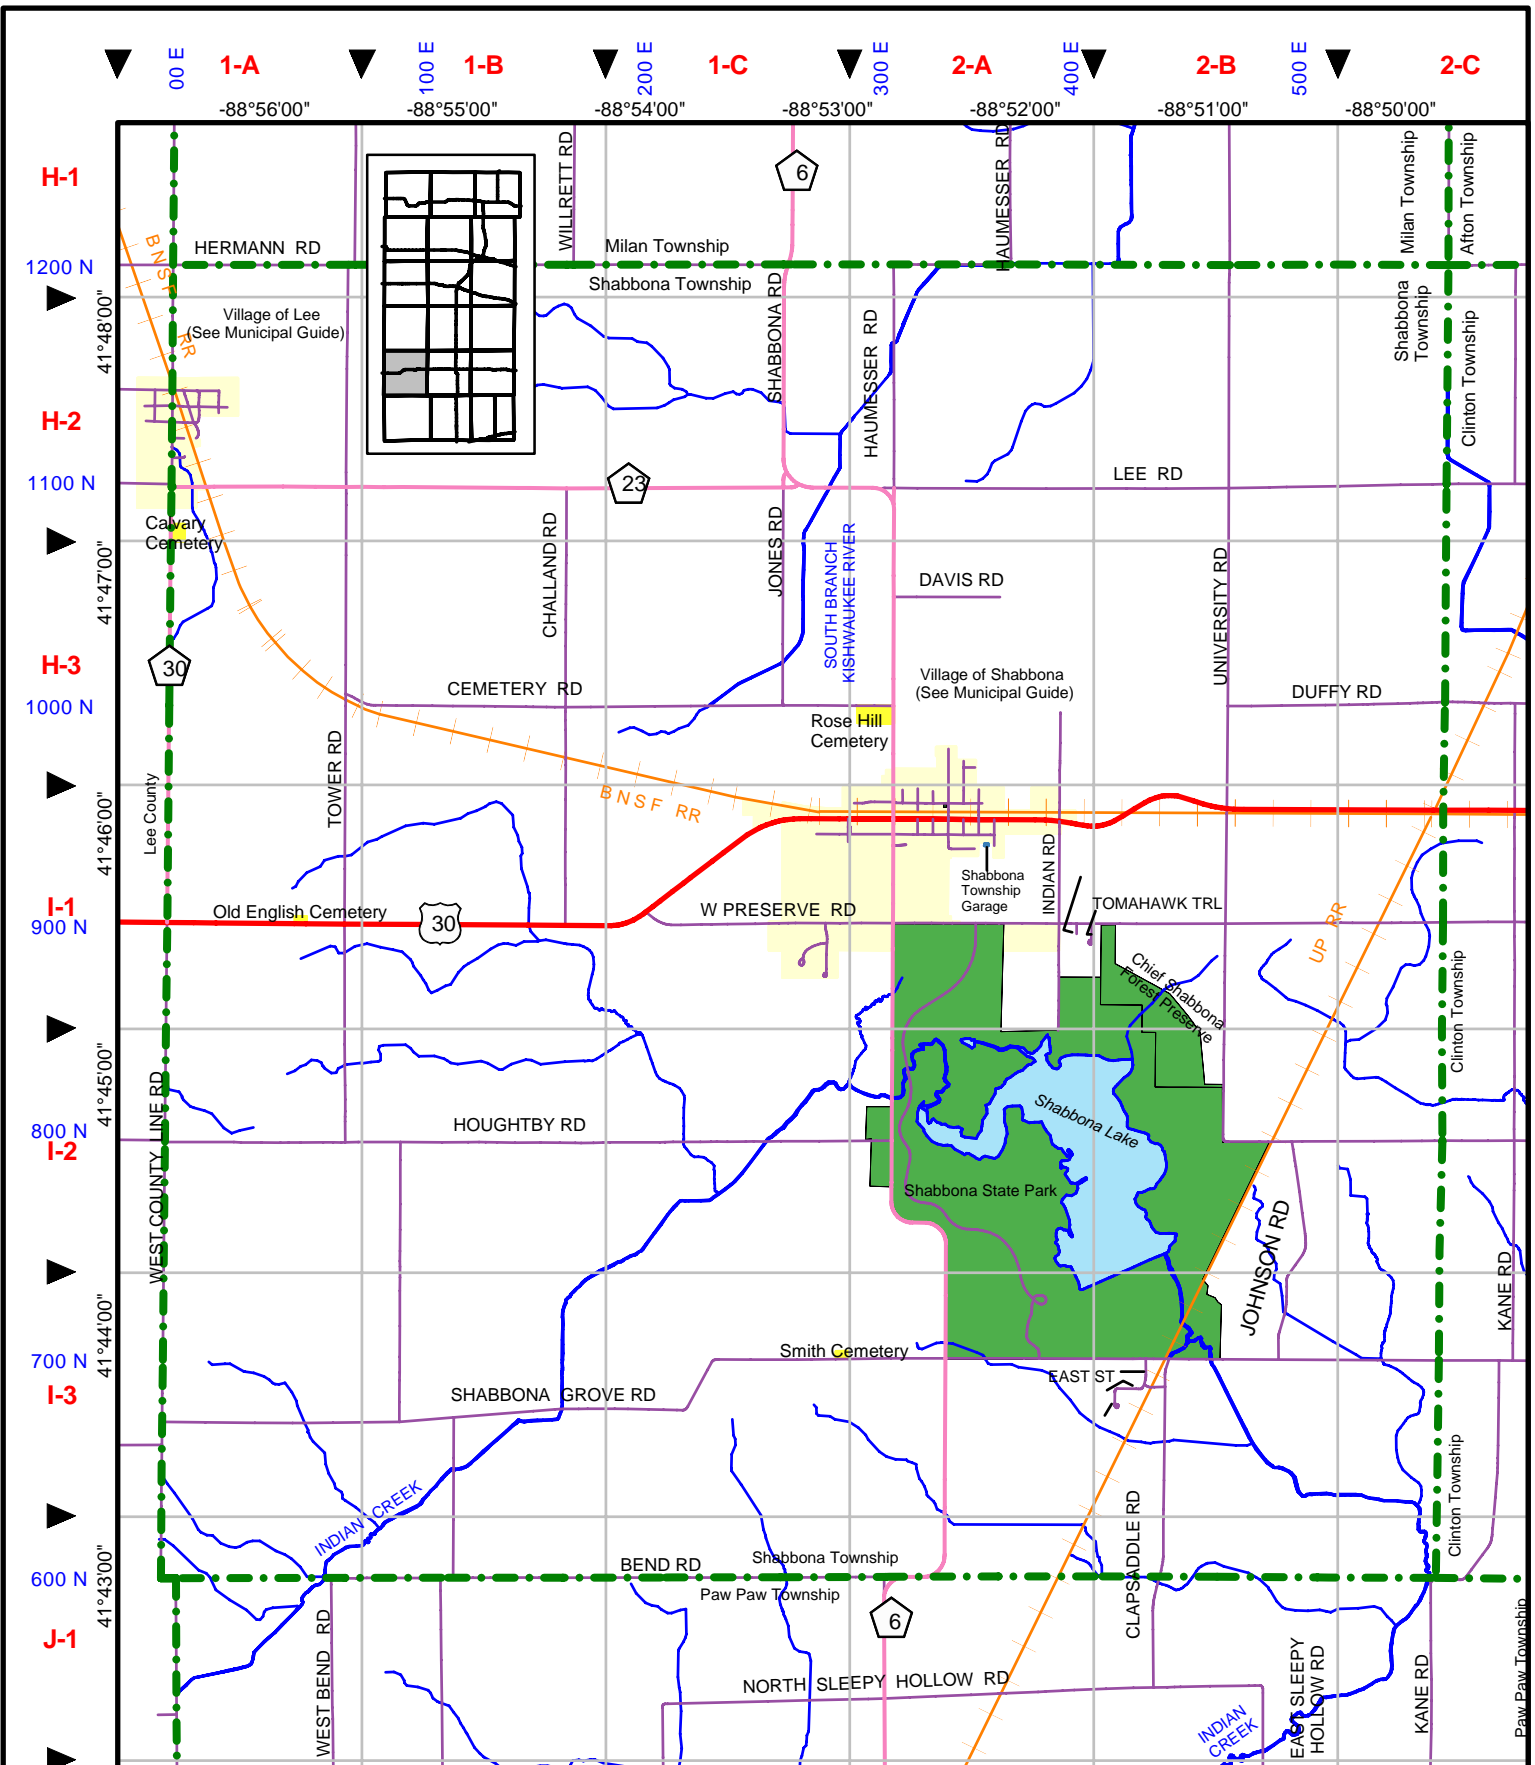 00 E
1-A
100 E
1-B
200 E
1-C
300 E
2-A
400 E
2-B
500 E
2-C
-88°56'00"
-88°55'00"
-88°54'00"
-88°53'00"
-88°52'00"
-88°51'00"
-88°50'00"
H-1
WILLRETT RD
6
HAUMESSER RD
Milan Township
Afton Township
BNSF RR
HERMANN RD
Milan Township
1200 N
Shabbona Township
41°48'00"
Village of Lee
(See Municipal Guide)
SHABBONA RD
HAUMESSER RD
Shabbona
Township
Clinton Township
H-2
1100 N
23
LEE RD
Calvary
Cemetery
41°47'00"
CHALLAND RD
JONES RD
SOUTH BRANCH
KISHWAUKEE RIVER
DAVIS RD
UNIVERSITY RD
H-3
30
CEMETERY RD
Village of Shabbona
(See Municipal Guide)
DUFFY RD
1000 N
Rose Hill
Cemetery
TOWER RD
Lee County
41°46'00"
BNSF RR
INDIAN RD
Shabbona
Township
Garage
I-1
900 N
Old English Cemetery
30
W PRESERVE RD
TOMAHAWK TRL
UP RR
Chief Shabbona
Forest Preserve
Clinton Township
41°45'00"
WEST COUNTY LINE RD
800 N
I-2
HOUGHTBY RD
Shabbona Lake
Shabbona State Park
JOHNSON RD
KANE RD
41°44'00"
700 N
Smith Cemetery
I-3
SHABBONA GROVE RD
EAST ST
INDIAN CREEK
CLAPSADDLE RD
Clinton Township
41°43'00"
600 N
BEND RD
Shabbona Township
Paw Paw Township
6
J-1
WEST BEND RD
NORTH SLEEPY HOLLOW RD
INDIAN
CREEK
EAST SLEEPY
HOLLOW RD
KANE RD
Paw Paw Township